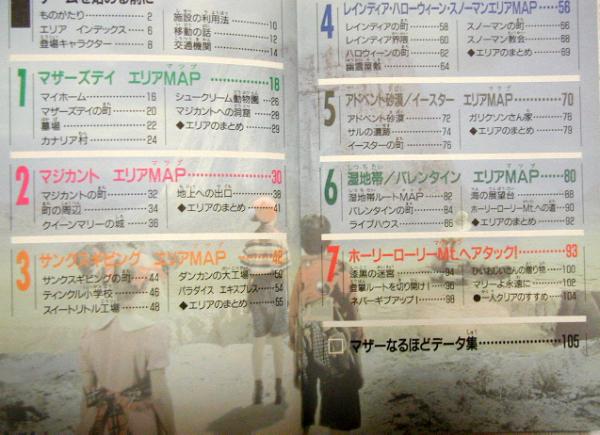 ゲームを始める前に
ものがたり 2
エリア インデックス 6
登場キャラクター 8
施設の利用法 10
移動の話 12
交通機関 14
1 マザーズデイ エリアMAP 16
マイホーム 16
マザーズデイの町 20
墓場 22
カナリア村 24
シュークリーム動物園 26
マジカントへの洞窟 28
◆エリアのまとめ 29
2 マジカント エリアMAP 30
マジカントの町 32
町の周辺 34
クイーンマリーの城 36
地上への出口 38
◆エリアのまとめ 41
3 サンクスギビング エリアMAP 42
サンクスギビングの町 44
ティンクル小学校 46
スイートリトル工場 48
ダンカンの大工場 50
パラダイス エキスプレス 54
◆エリアのまとめ 55
4 レインディア・ハロウィーン・スノーマンエリアMAP 56
レインディアの町 58
レインディア界隈 60
ハロウィーンの町 62
幽霊屋敷 64
スノーマンの町 66
スノーマン教会 68
◆エリアのまとめ 69
5 アドベント砂漠/イースター エリアMAP 70
アドベント砂漠 72
サルの遺跡 74
イースターの町 76
ガリクソンさん家 78
◆エリアのまとめ 79
6 湿地帯/バレンタイン エリアMAP 80
湿地帯ルートMAP 82
バレンタインの町 84
ライブハウス 86
海の展望台 88
ホーリーローリーMt.への道 90
◆エリアのまとめ 92
7 ホーリーローリーMt.へアタック! 93
漆黒の迷宮 94
登攀ルートを切り開け! 96
ネバーギブアップ! 98
ひいおじいさんの贈り物 100
マリーよ永遠に 102
●一人クリアのすすめ 104
□ マザーなるほどデータ集 105